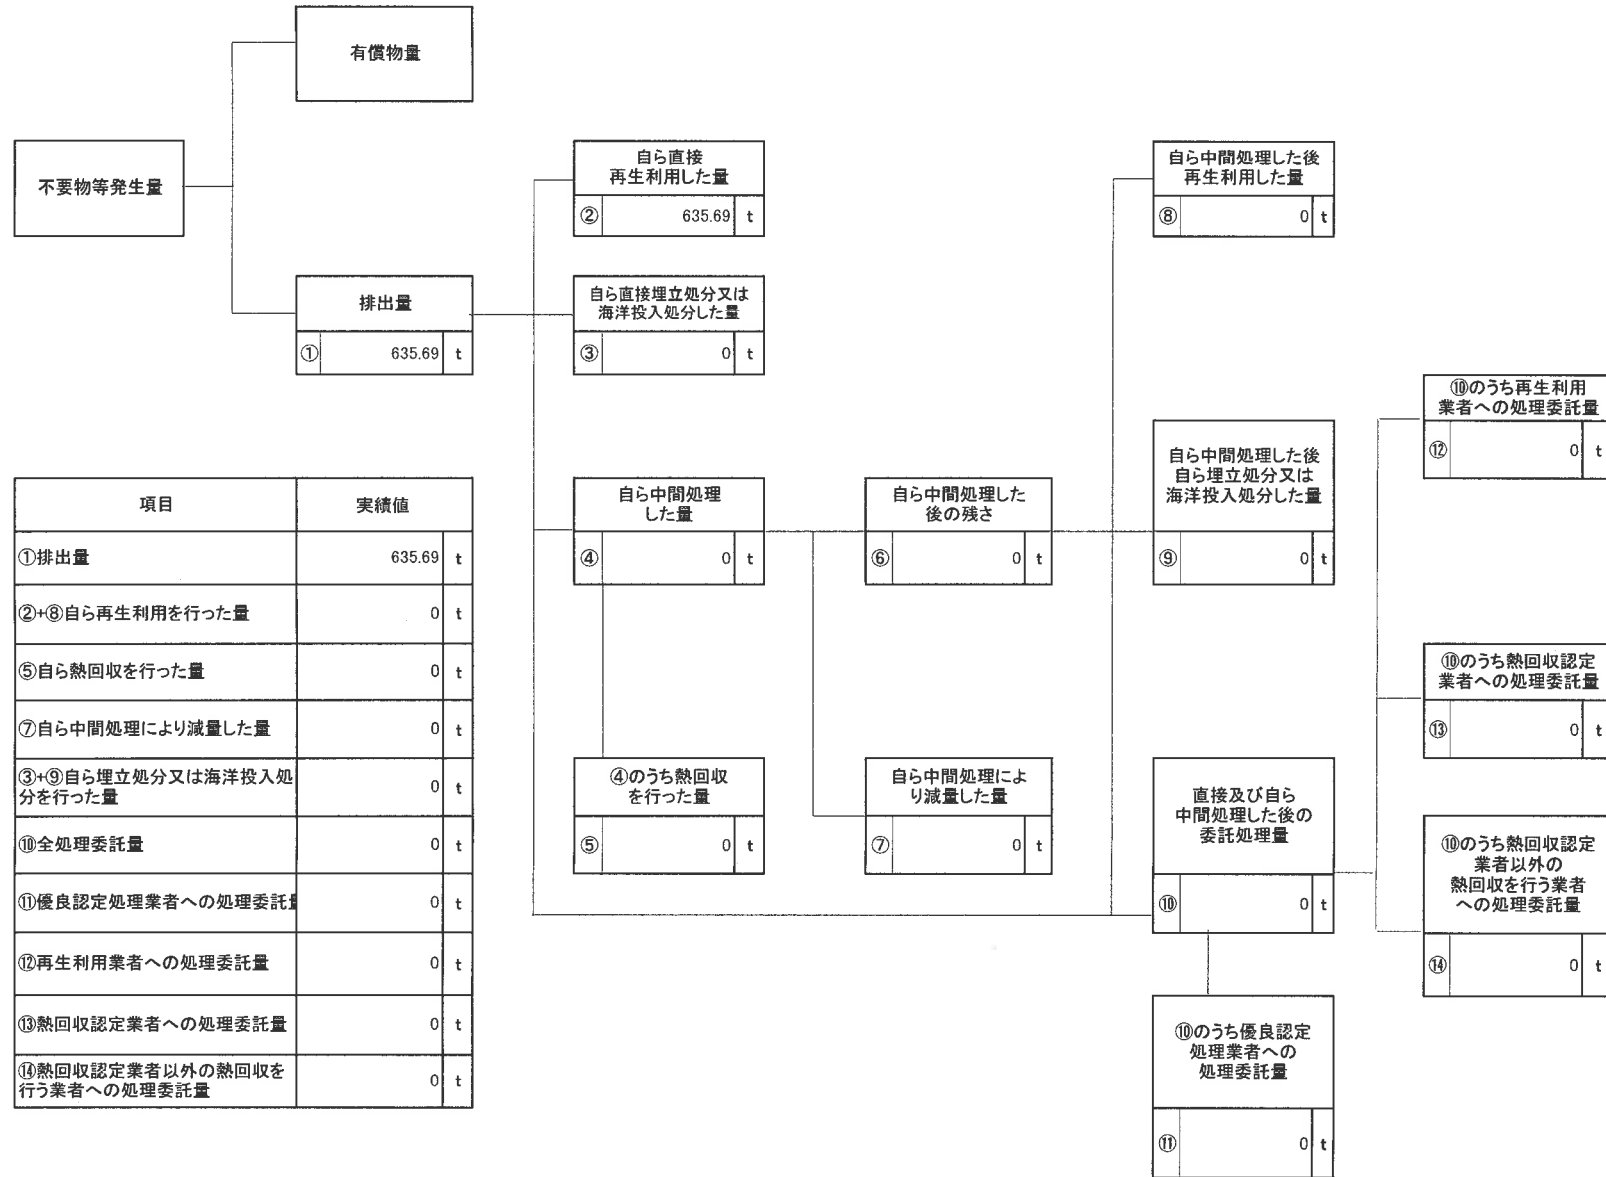 有償物量
不要物等発生量
排出量
① 635.69 t
自ら直接
再生利用した量
② 635.69 t
自ら直接埋立処分又は
海洋投入処分した量
③ 0 t
自ら中間処理
した量
④ 0 t
④のうち熱回収
を行った量
⑤ 0 t
自ら中間処理した
後の残さ
⑥ 0 t
自ら中間処理によ
り減量した量
⑦ 0 t
自ら中間処理した後
再生利用した量
⑧ 0 t
自ら中間処理した後
自ら埋立処分又は
海洋投入処分した量
⑨ 0 t
直接及び自ら
中間処理した後の
委託処理量
⑩ 0 t
⑩のうち優良認定
処理業者への
処理委託量
⑪ 0 t
⑩のうち再生利用
業者への処理委託量
⑫ 0 t
⑩のうち熱回収認定
業者への処理委託量
⑬ 0 t
⑩のうち熱回収認定
業者以外の
熱回収を行う業者
への処理委託量
⑭ 0 t
項目 実績値
①排出量 635.69 t
②+⑧自ら再生利用を行った量 0 t
⑤自ら熱回収を行った量 0 t
⑦自ら中間処理により減量した量 0 t
③+⑨自ら埋立処分又は海洋投入処
分を行った量 0 t
⑩全処理委託量 0 t
⑪優良認定処理業者への処理委託量 0 t
⑫再生利用業者への処理委託量 0 t
⑬熱回収認定業者への処理委託量 0 t
⑭熱回収認定業者以外の熱回収を
行う業者への処理委託量 0 t